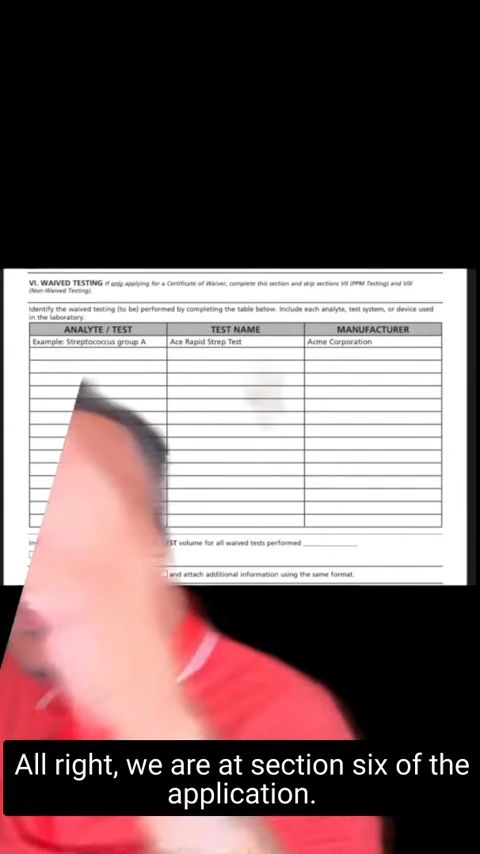 VI. WAIVED TESTING If only applying for a Certificate of Waiver, complete this section and skip sections VII (PPM Testing) and VIII
(Non-Waived Testing).
Identify the waived testing (to be) performed by completing the table below. Include each analyte, test system, or device used
in the laboratory.
ANALYTE / TEST TEST NAME MANUFACTURER
Example: Streptococcus group A Ace Rapid Strep Test Acme Corporation
volume for all waived tests performed
and attach additional information using the same format.
All right, we are at section six of the
application.